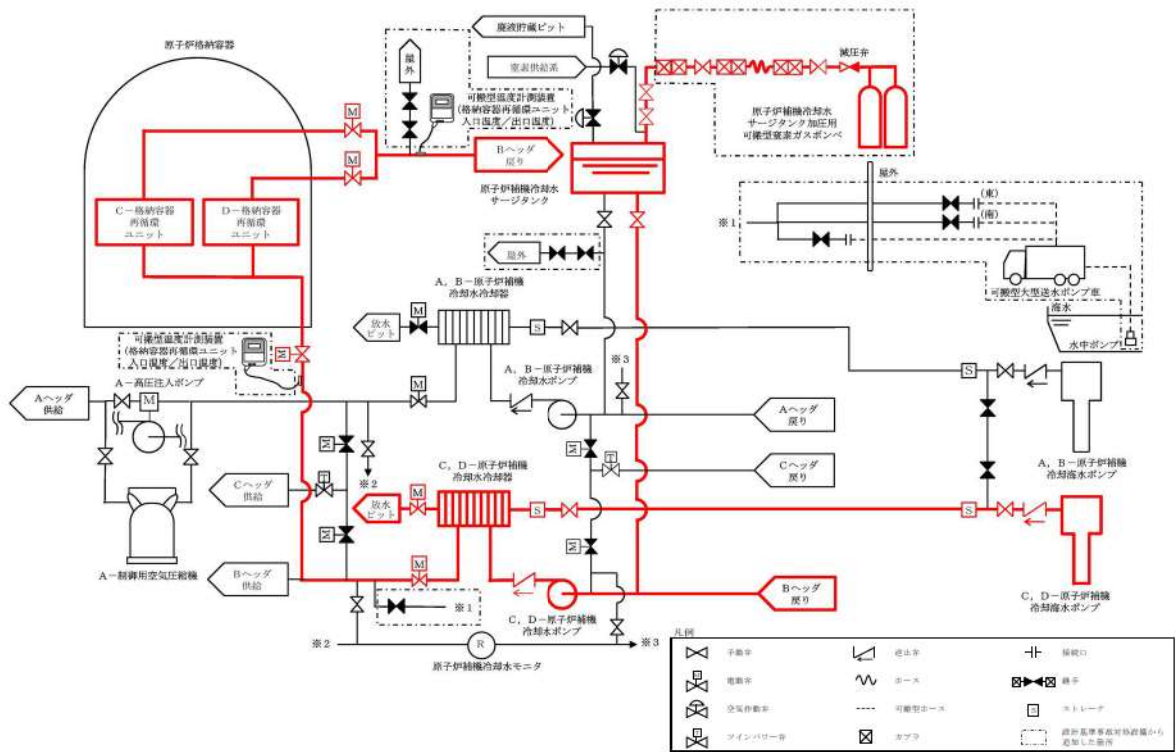 原子炉格納容器
廃液貯蔵ピット
窒素供給系
屋外
可搬型温度計測装置
(格納容器再循環ユニット
入口温度/出口温度)
減圧弁
原子炉補機冷却水
サージタンク加圧用
可搬型窒素ガスボンベ
Bヘッダ
戻り
原子炉補機冷却水
サージタンク
C-格納容器
再循環
ユニット
D-格納容器
再循環
ユニット
屋外
(東)
(南)
※1
可搬型大型送水ポンプ車
海水
水中ポンプ
屋外
A,B-原子炉補機
冷却水冷却器
放水
ピット
M
S
可搬型温度計測装置
(格納容器再循環ユニット
入口温度/出口温度)
A-高圧注入ポンプ
Aヘッダ
供給
A,B-原子炉補機
冷却水ポンプ
※3
Aヘッダ
戻り
A,B-原子炉補機
冷却海水ポンプ
Cヘッダ
戻り
Cヘッダ
供給
※2
C,D-原子炉補機
冷却水冷却器
放水
ピット
A-制御用空気圧縮機
Bヘッダ
供給
※1
C,D-原子炉補機
冷却水ポンプ
Bヘッダ
戻り
C,D-原子炉補機
冷却海水ポンプ
※2
R
※3
原子炉補機冷却水モニタ
凡例
手動弁
逆止弁
接続口
電動弁
ホース
継手
空気作動弁
可搬型ホース
S
ストレーナ
ツインパワー弁
カプラ
設計基準事故対処設備から
追加した箇所